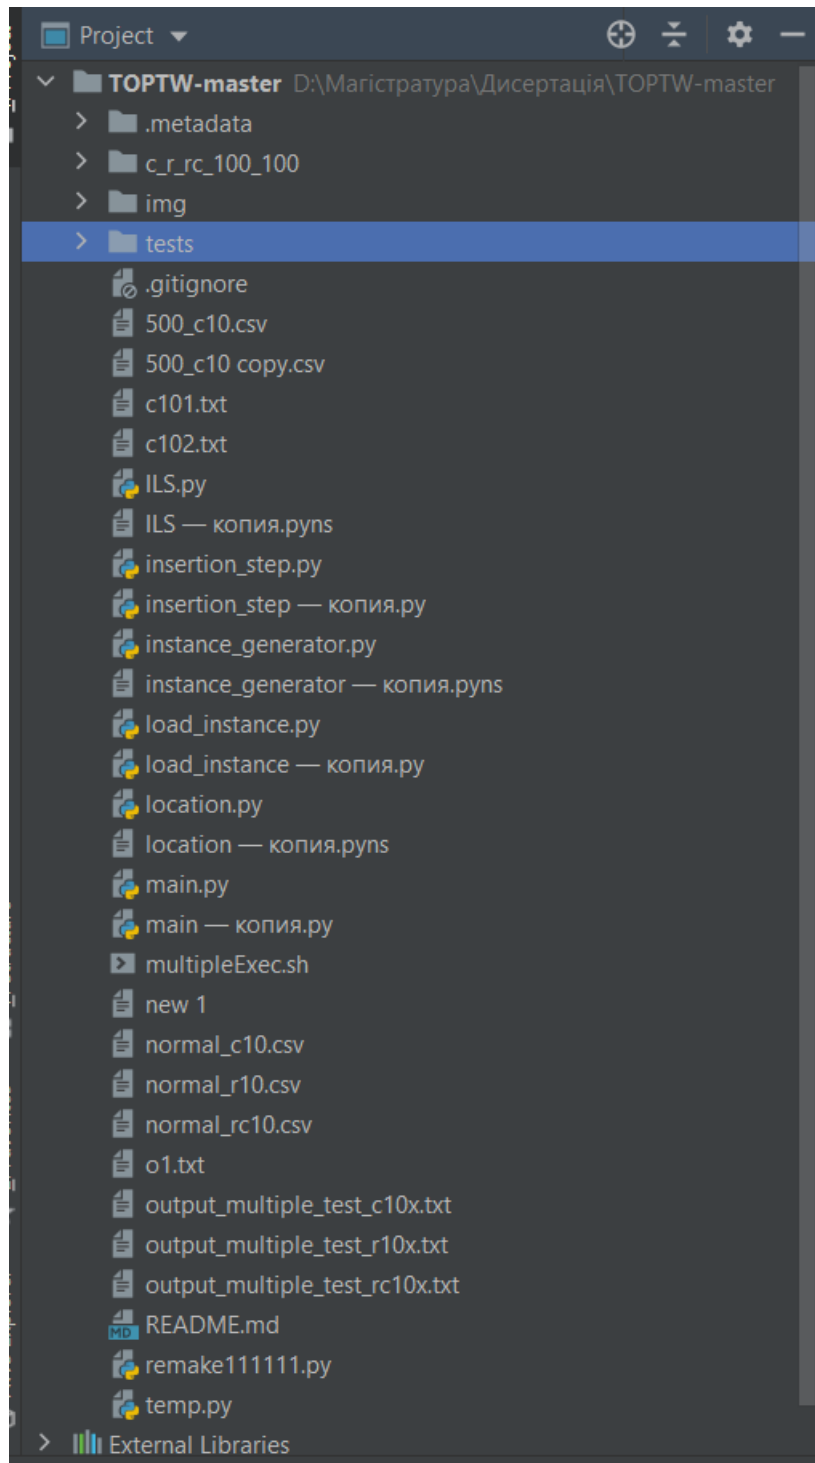 Project
TOPTW-master D:\Магістратура\Дисертація\TOPTW-master
.metadata
c_r_rc_100_100
img
tests
.gitignore
500_c10.csv
500_c10 copy.csv
c101.txt
c102.txt
ILS.py
ILS — копия.pyns
insertion_step.py
insertion_step — копия.py
instance_generator.py
instance_generator — копия.pyns
load_instance.py
load_instance — копия.py
location.py
location — копия.pyns
main.py
main — копия.py
multipleExec.sh
new 1
normal_c10.csv
normal_r10.csv
normal_rc10.csv
o1.txt
output_multiple_test_c10x.txt
output_multiple_test_r10x.txt
output_multiple_test_rc10x.txt
README.md
remake111111.py
temp.py
External Libraries